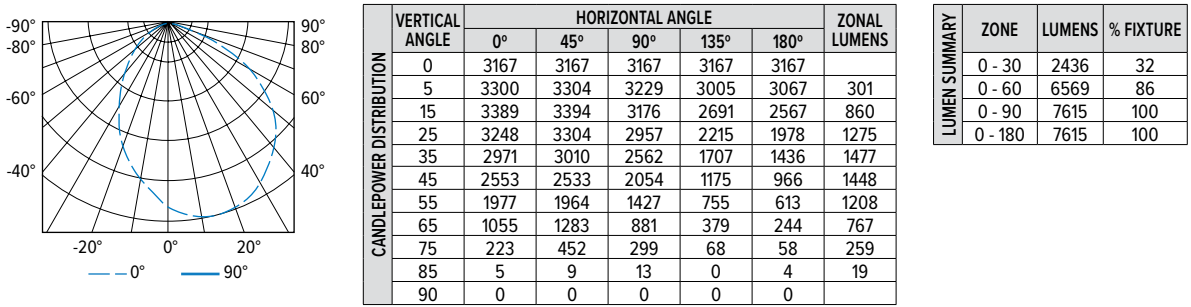 -90° 90°
-80° 80°
-60° 60°
-40° 40°
-20° 0° 20°
0° 90°
CANDLEPOWER DISTRIBUTION
VERTICAL ANGLE HORIZONTAL ANGLE ZONAL LUMENS
0° 45° 90° 135° 180°
0 3167 3167 3167 3167 3167
5 3300 3304 3229 3005 3067 301
15 3389 3394 3176 2691 2567 860
25 3248 3304 2957 2215 1978 1275
35 2971 3010 2562 1707 1436 1477
45 2553 2533 2054 1175 966 1448
55 1977 1964 1427 755 613 1208
65 1055 1283 881 379 244 767
75 223 452 299 68 58 259
85 5 9 13 0 4 19
90 0 0 0 0 0
LUMEN SUMMARY
ZONE LUMENS % FIXTURE
0 - 30 2436 32
0 - 60 6569 86
0 - 90 7615 100
0 - 180 7615 100